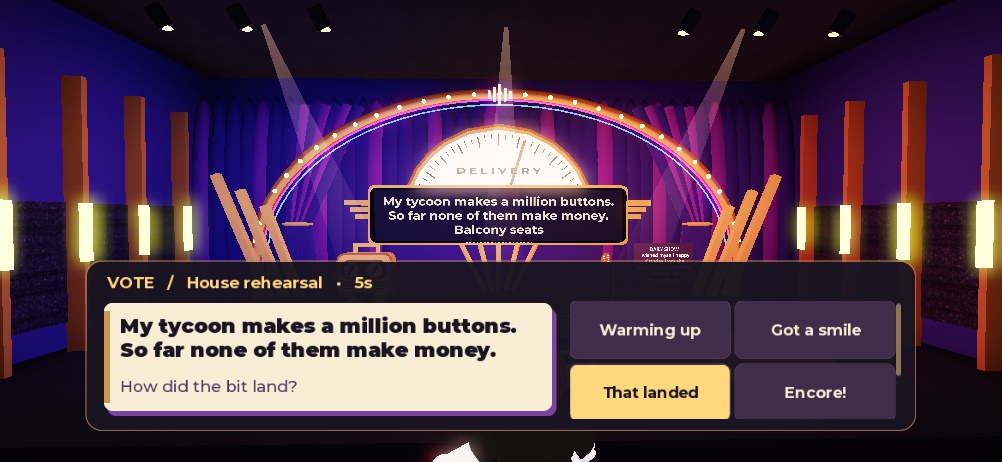 DELIVERY
My tycoon makes a million buttons.
So far none of them make money.
Balcony seats
DAILY SHOW
VOTE / House rehearsal · 5s
My tycoon makes a million buttons.
So far none of them make money.
How did the bit land?
Warming up
Got a smile
That landed
Encore!